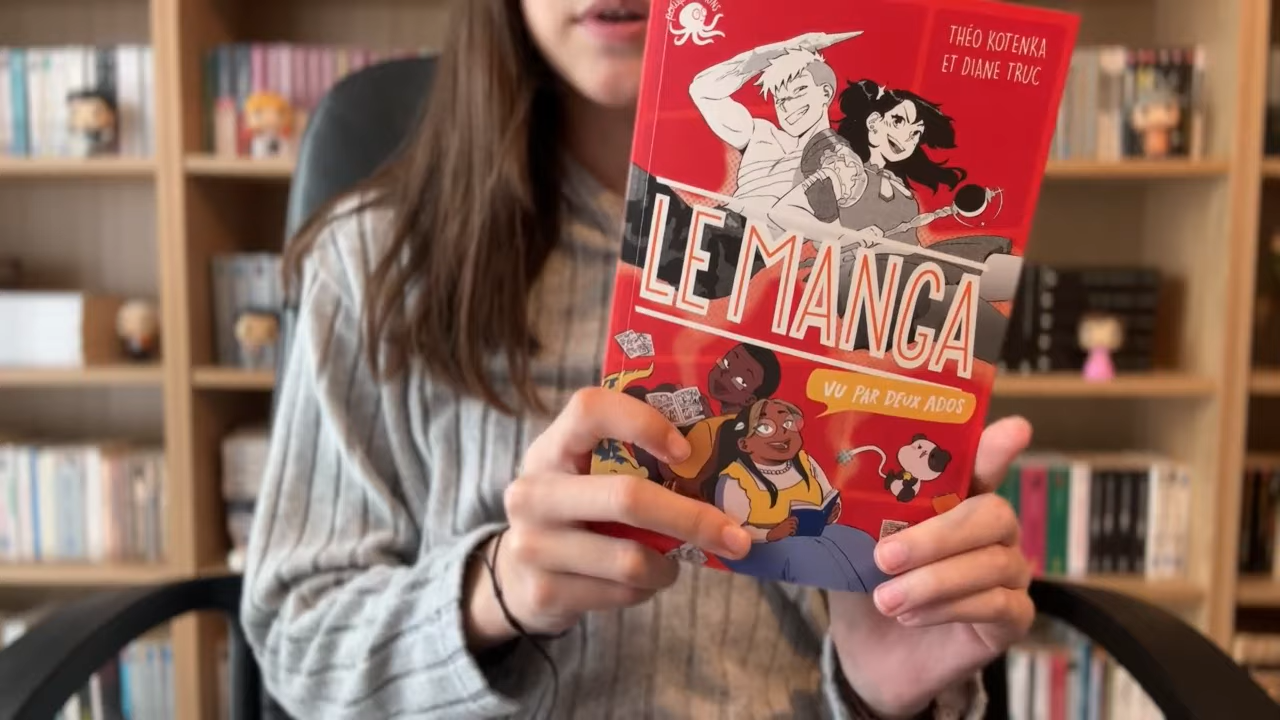 THÉO KOTENKA
ET DIANE TRUC
LE MANGA
VU PAR DEUX ADOS